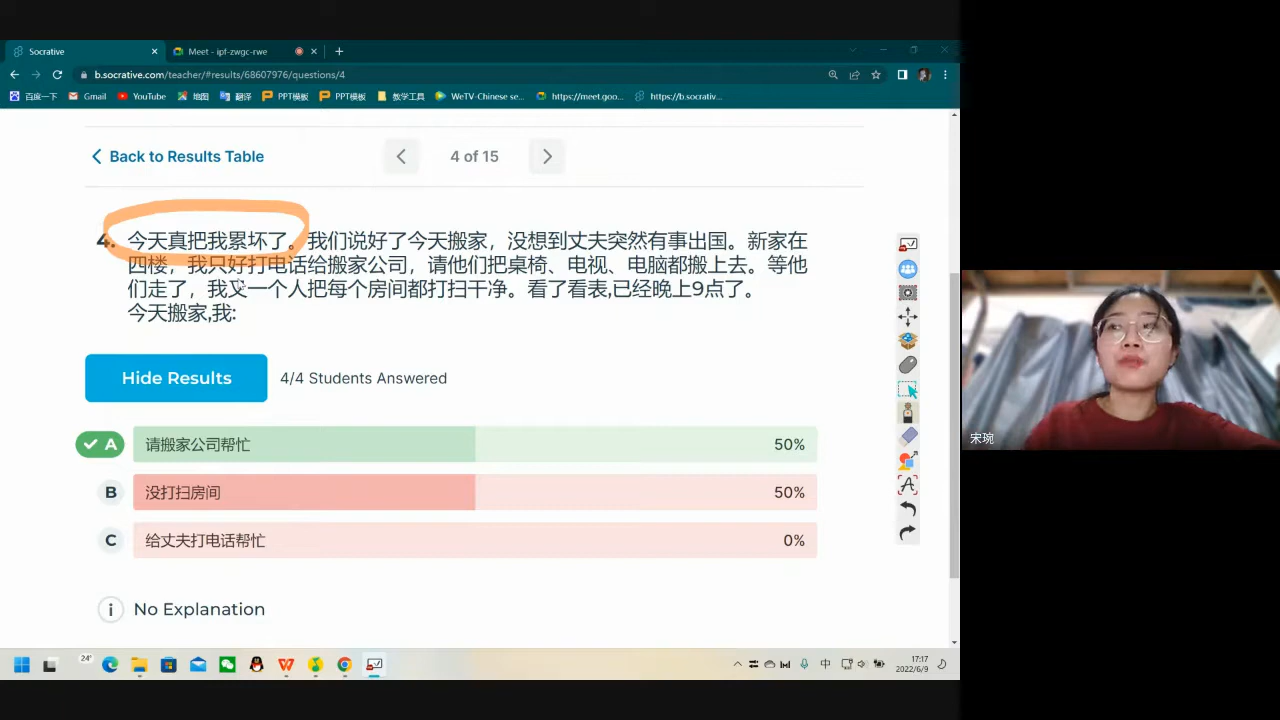 Socrative
Meet - ipf-zwgc-rwe
b.socrative.com/teacher/#results/68607976/questions/4
百度一下
Gmail
YouTube
地图
翻译
PPT模板
PPT模板
教学工具
WeTV-Chinese se...
https://meet.goo...
https://b.socrativ...
Back to Results Table
4 of 15
4. 今天真把我累坏了。我们说好了今天搬家，没想到丈夫突然有事出国。新家在
四楼，我只好打电话给搬家公司，请他们把桌椅、电视、电脑都搬上去。等他
们走了，我又一个人把每个房间都打扫干净。看了看表,已经晚上9点了。
今天搬家,我:
Hide Results
4/4 Students Answered
A 请搬家公司帮忙 50%
B 没打扫房间 50%
C 给丈夫打电话帮忙 0%
i No Explanation
宋琬
24°
中
17:17
2022/6/9